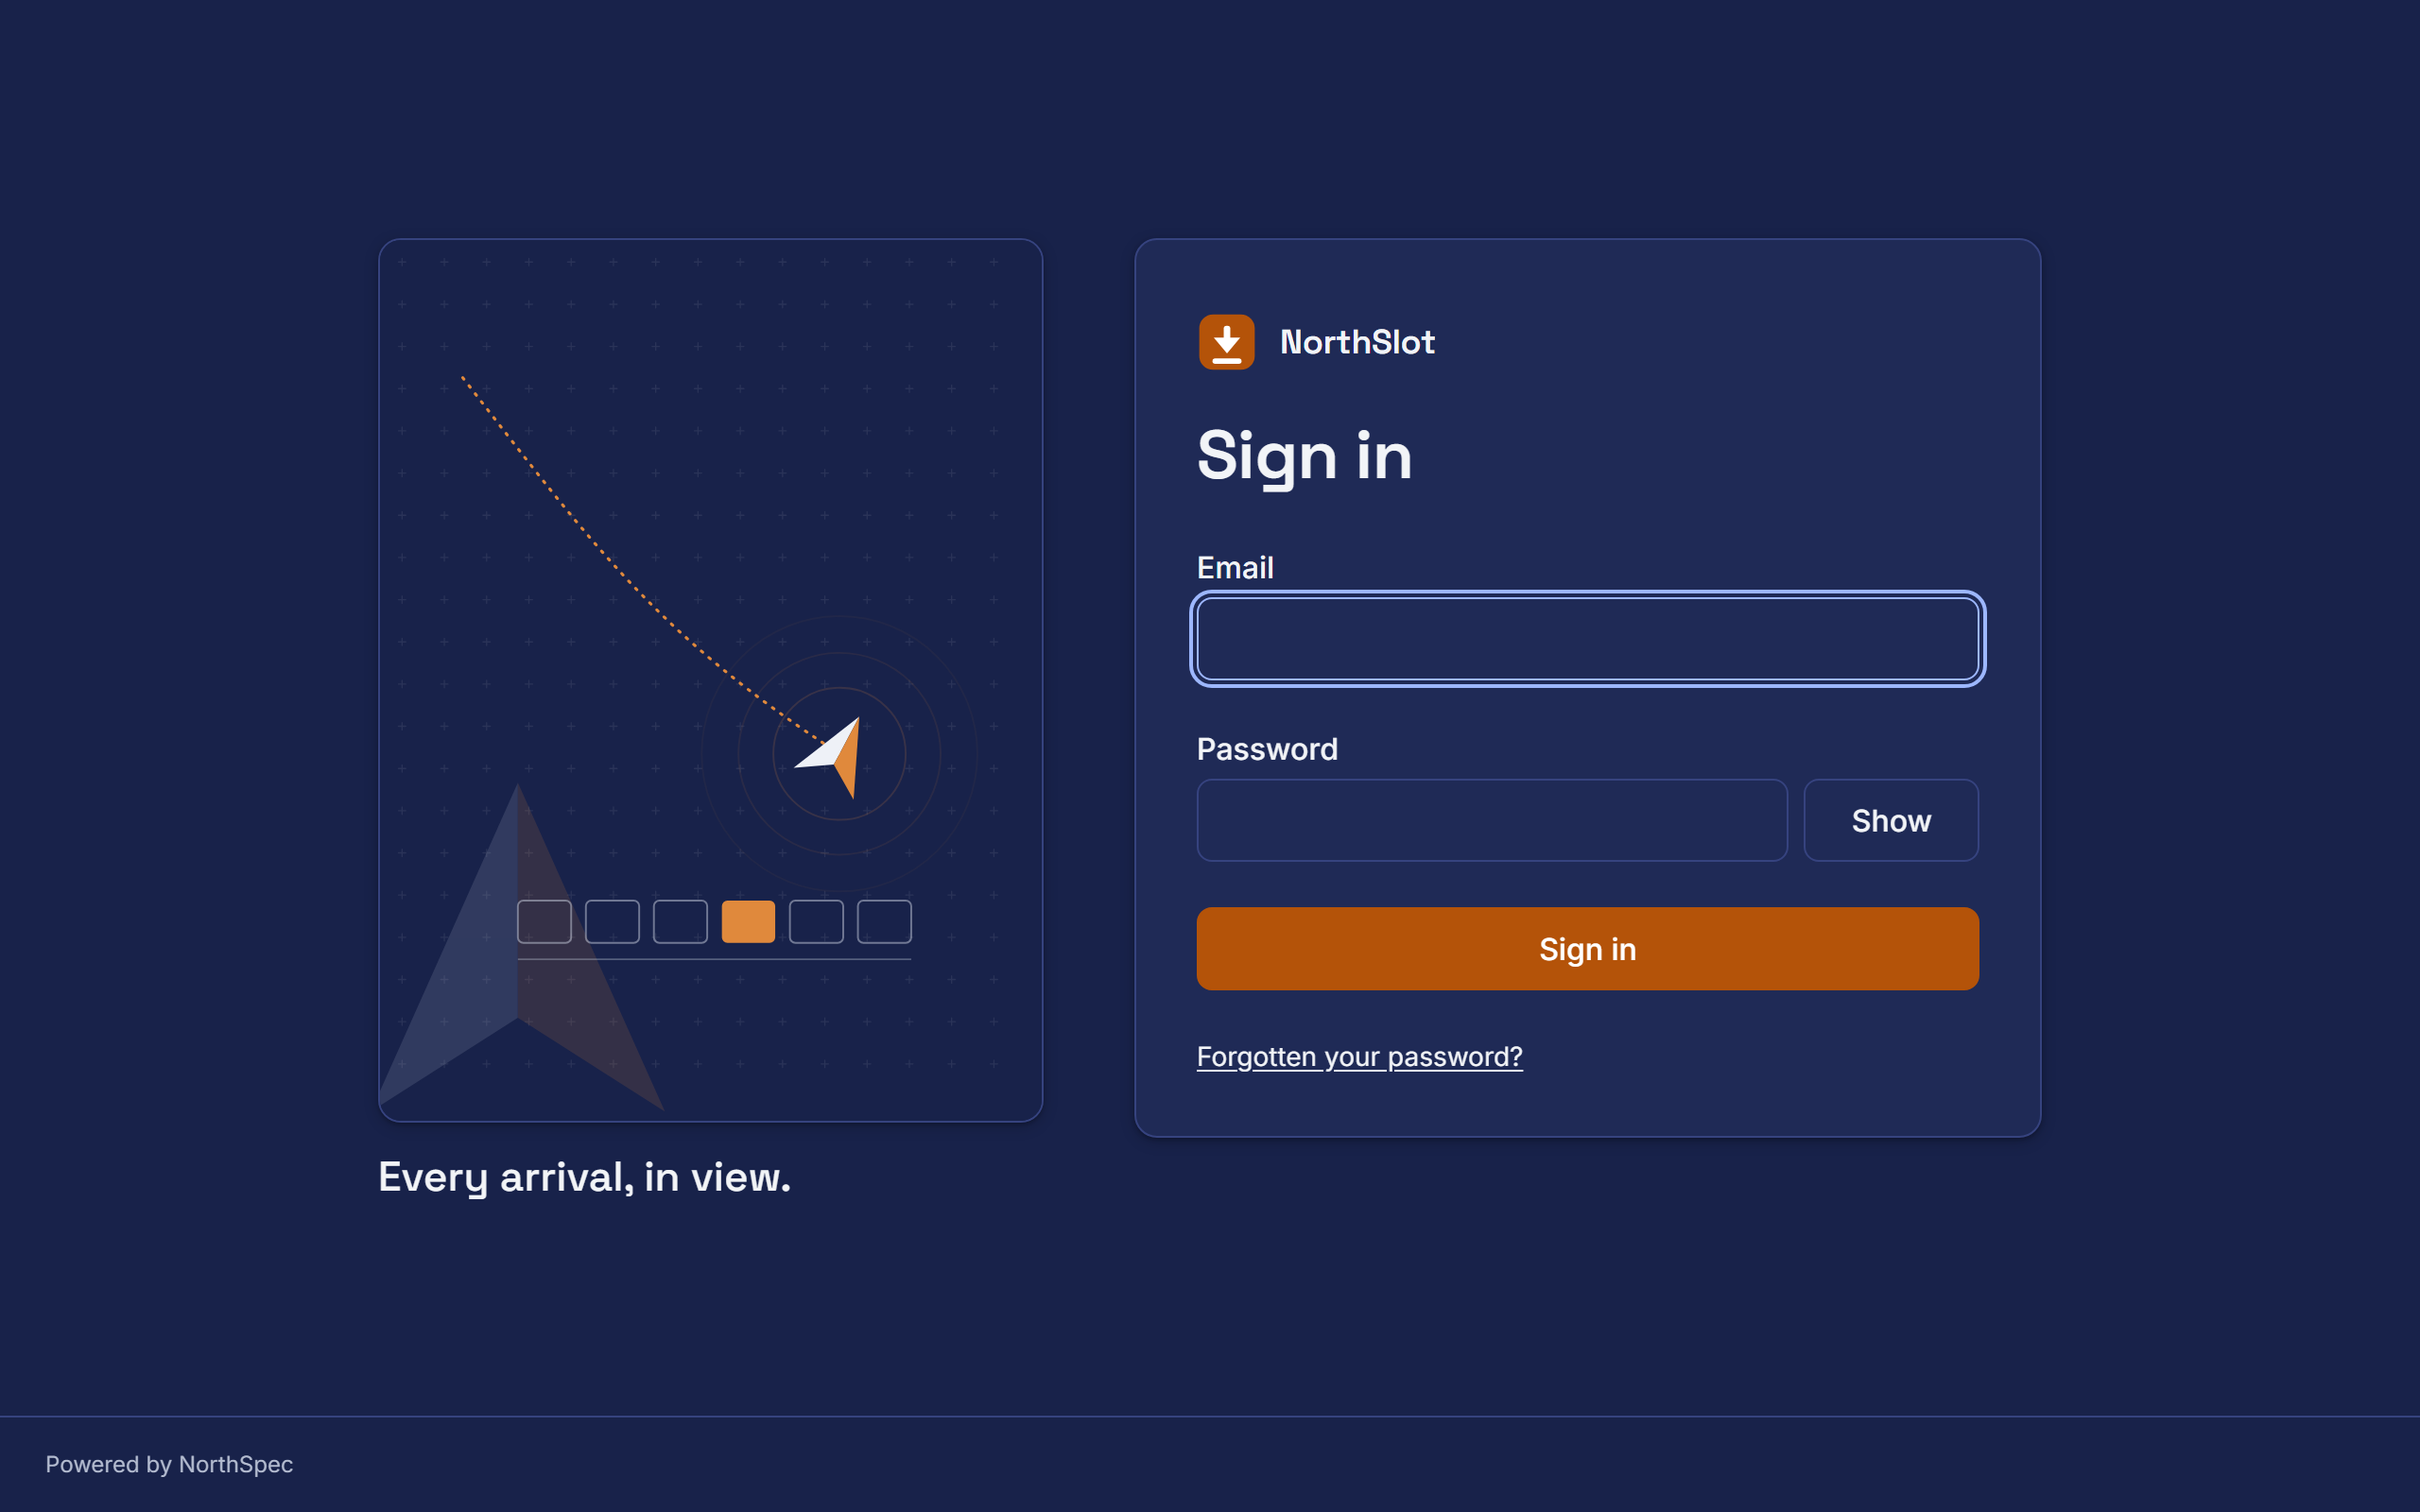 NorthSlot
Sign in
Email
Password
Show
Sign in
Forgotten your password?
Every arrival, in view.
Powered by NorthSpec